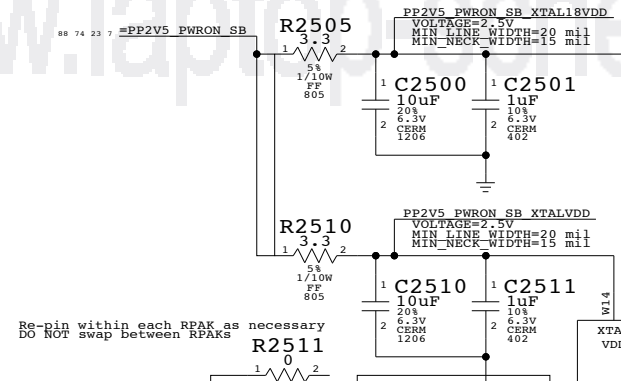 www.laptop-schematics
88 74 23 7 =PP2V5_PWRON_SB
R2505
3.3
1 2
5%
1/10W
FF
805
PP2V5_PWRON_SB_XTAL18VDD
VOLTAGE=2.5V
MIN_LINE_WIDTH=20 mil
MIN_NECK_WIDTH=15 mil
1 C2500
10uF
20%
2 6.3V
CERM
1206
1 C2501
1uF
10%
2 6.3V
CERM
402
R2510
3.3
1 2
5%
1/10W
FF
805
PP2V5_PWRON_SB_XTALVDD
VOLTAGE=2.5V
MIN_LINE_WIDTH=20 mil
MIN_NECK_WIDTH=15 mil
1 C2510
10uF
20%
2 6.3V
CERM
1206
1 C2511
1uF
10%
2 6.3V
CERM
402
W14
XTA
VDD
Re-pin within each RPAK as necessary
DO NOT swap between RPAKs
R2511
0
1 2